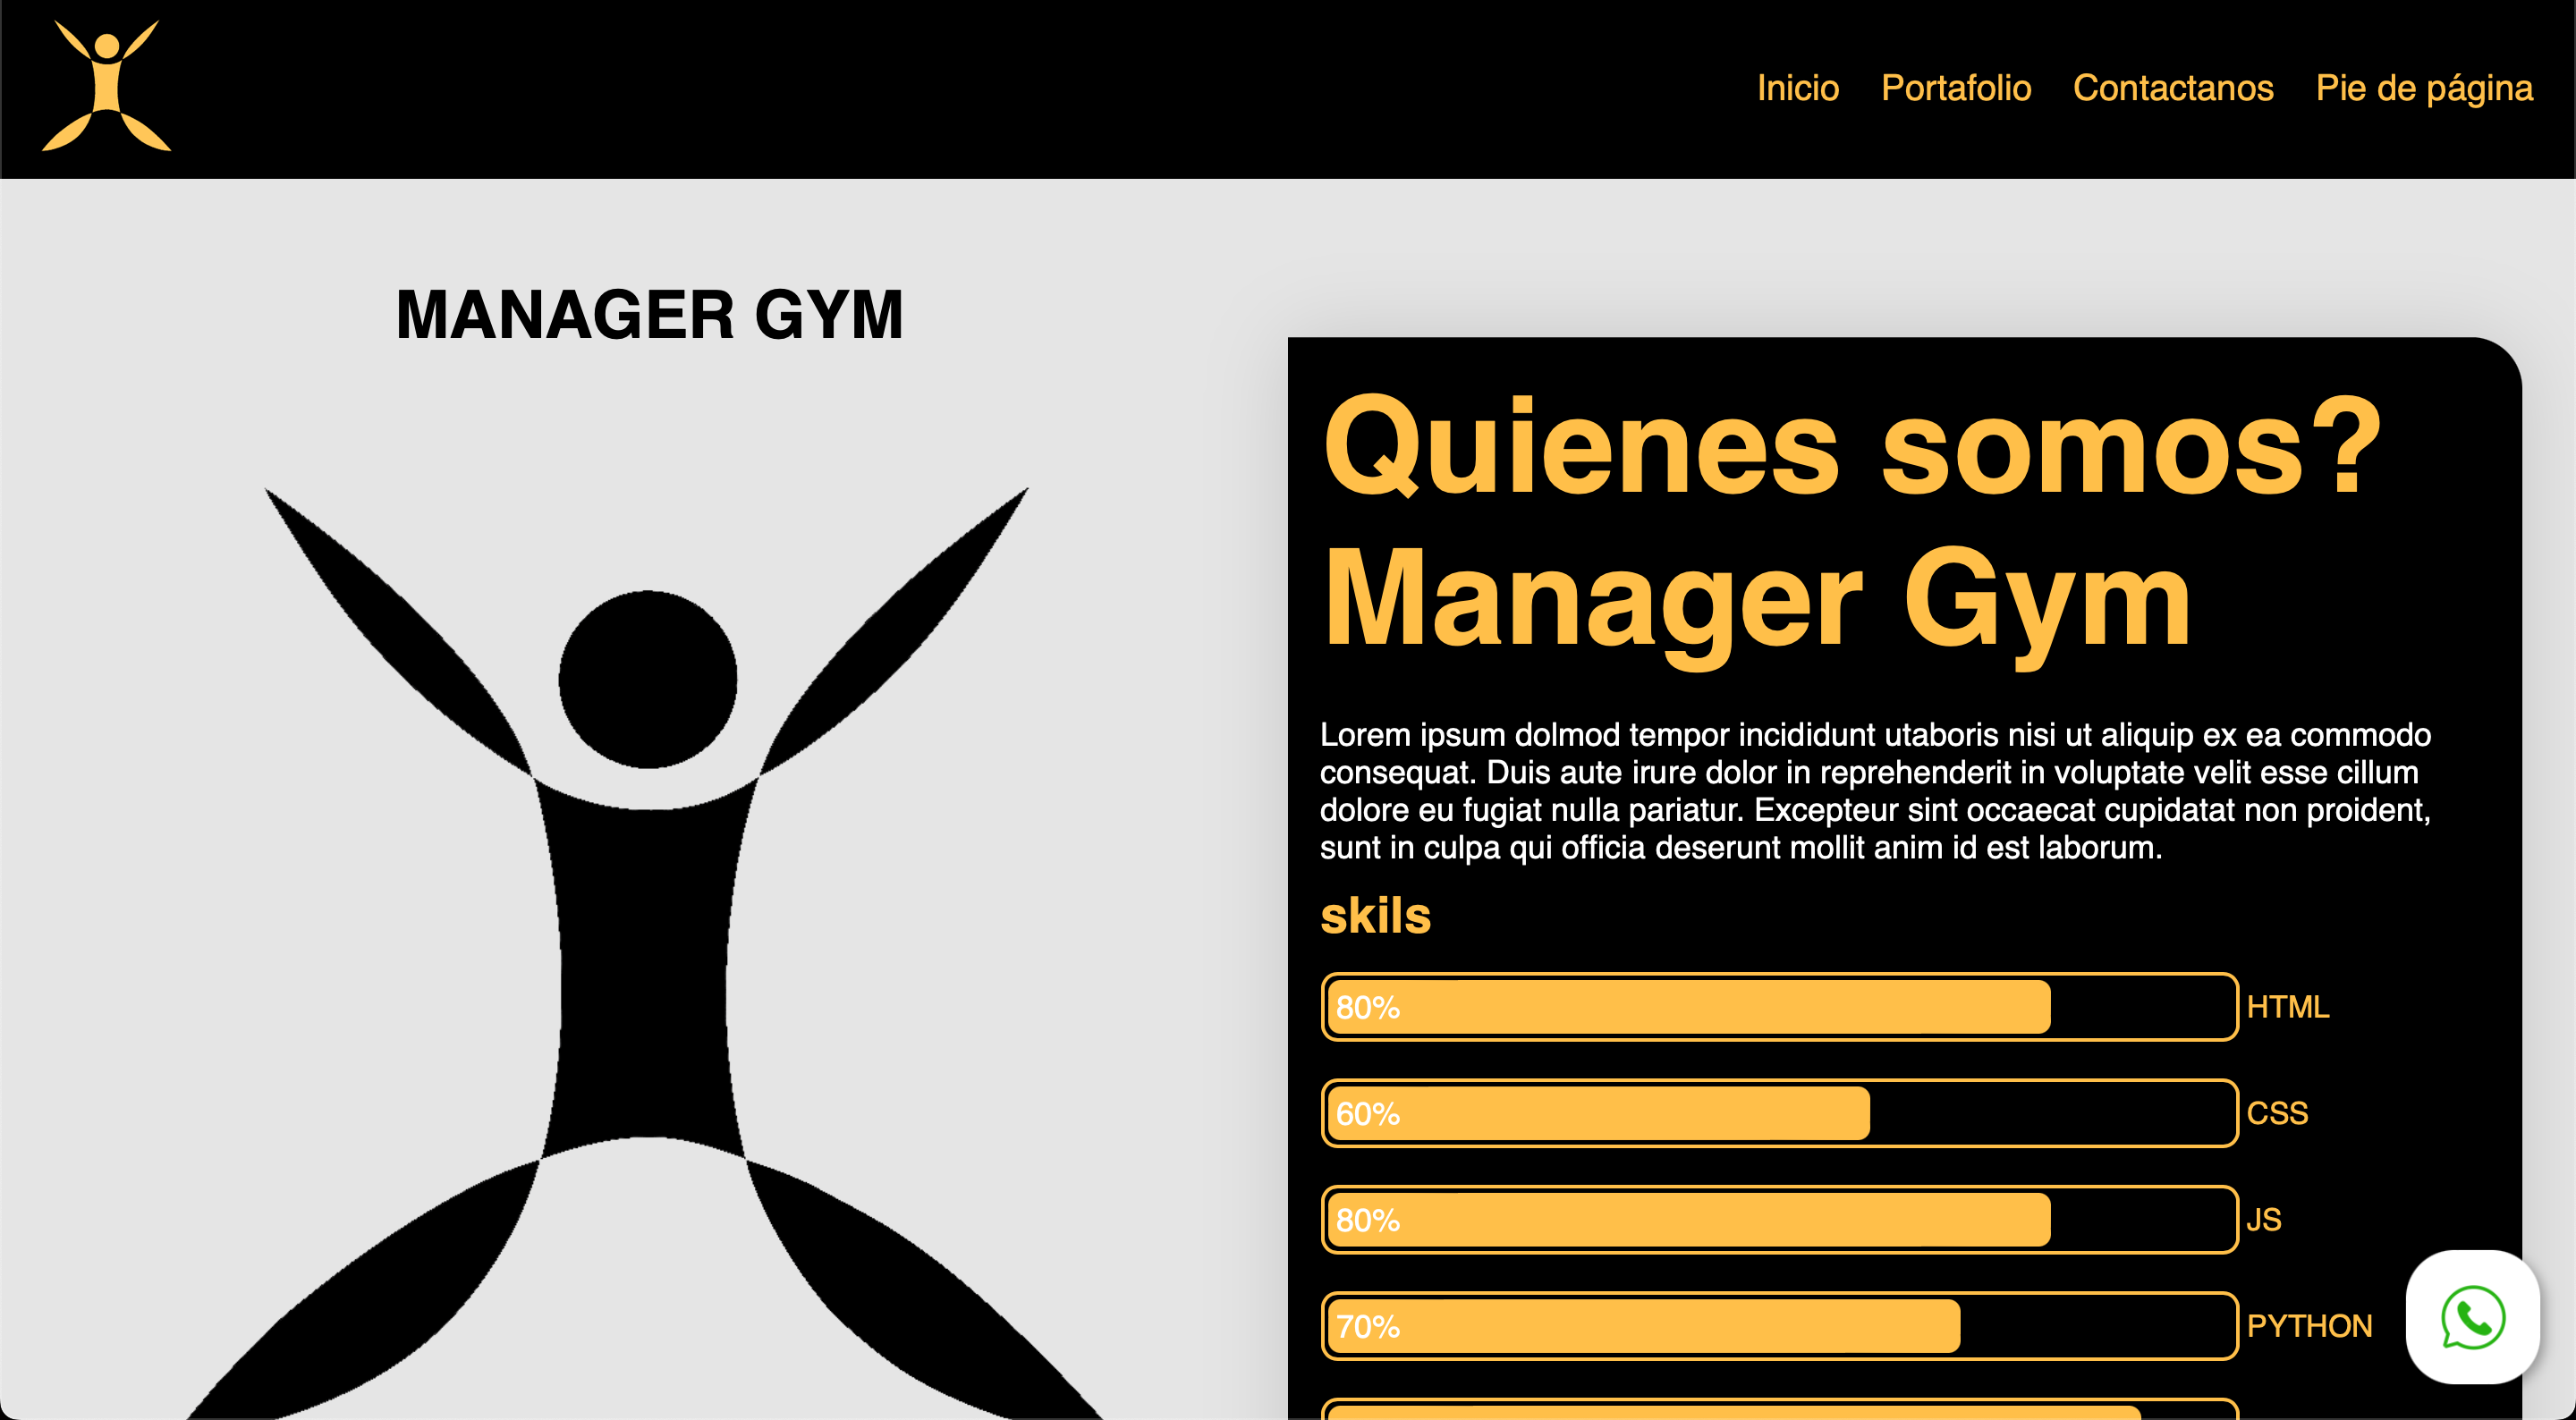 Inicio Portafolio Contactanos Pie de página
MANAGER GYM
Quienes somos?
Manager Gym
Lorem ipsum dolmod tempor incididunt utaboris nisi ut aliquip ex ea commodo
consequat. Duis aute irure dolor in reprehenderit in voluptate velit esse cillum
dolore eu fugiat nulla pariatur. Excepteur sint occaecat cupidatat non proident,
sunt in culpa qui officia deserunt mollit anim id est laborum.
skils
80% HTML
60% CSS
80% JS
70% PYTHON